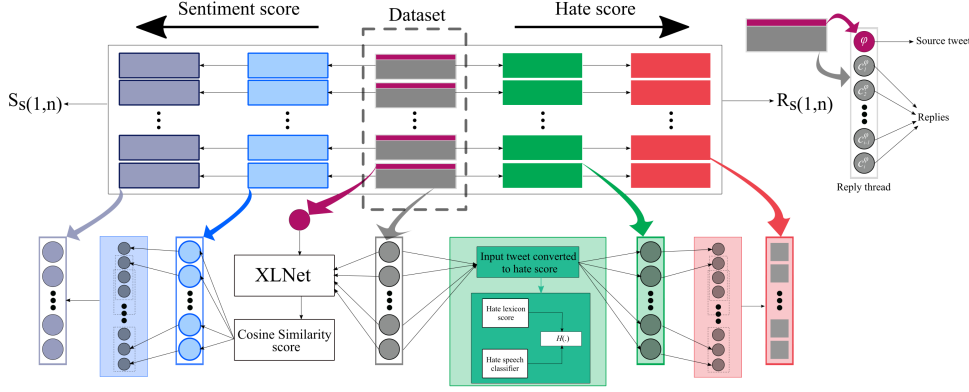 Sentiment score
Dataset
Hate score
φ
Source tweet
S_S(1,n)
R_S(1,n)
Replies
Reply thread
XLNet
Cosine Similarity
score
Input tweet converted
to hate score
Hate lexicon
score
H(.)
Hate speech
classifier